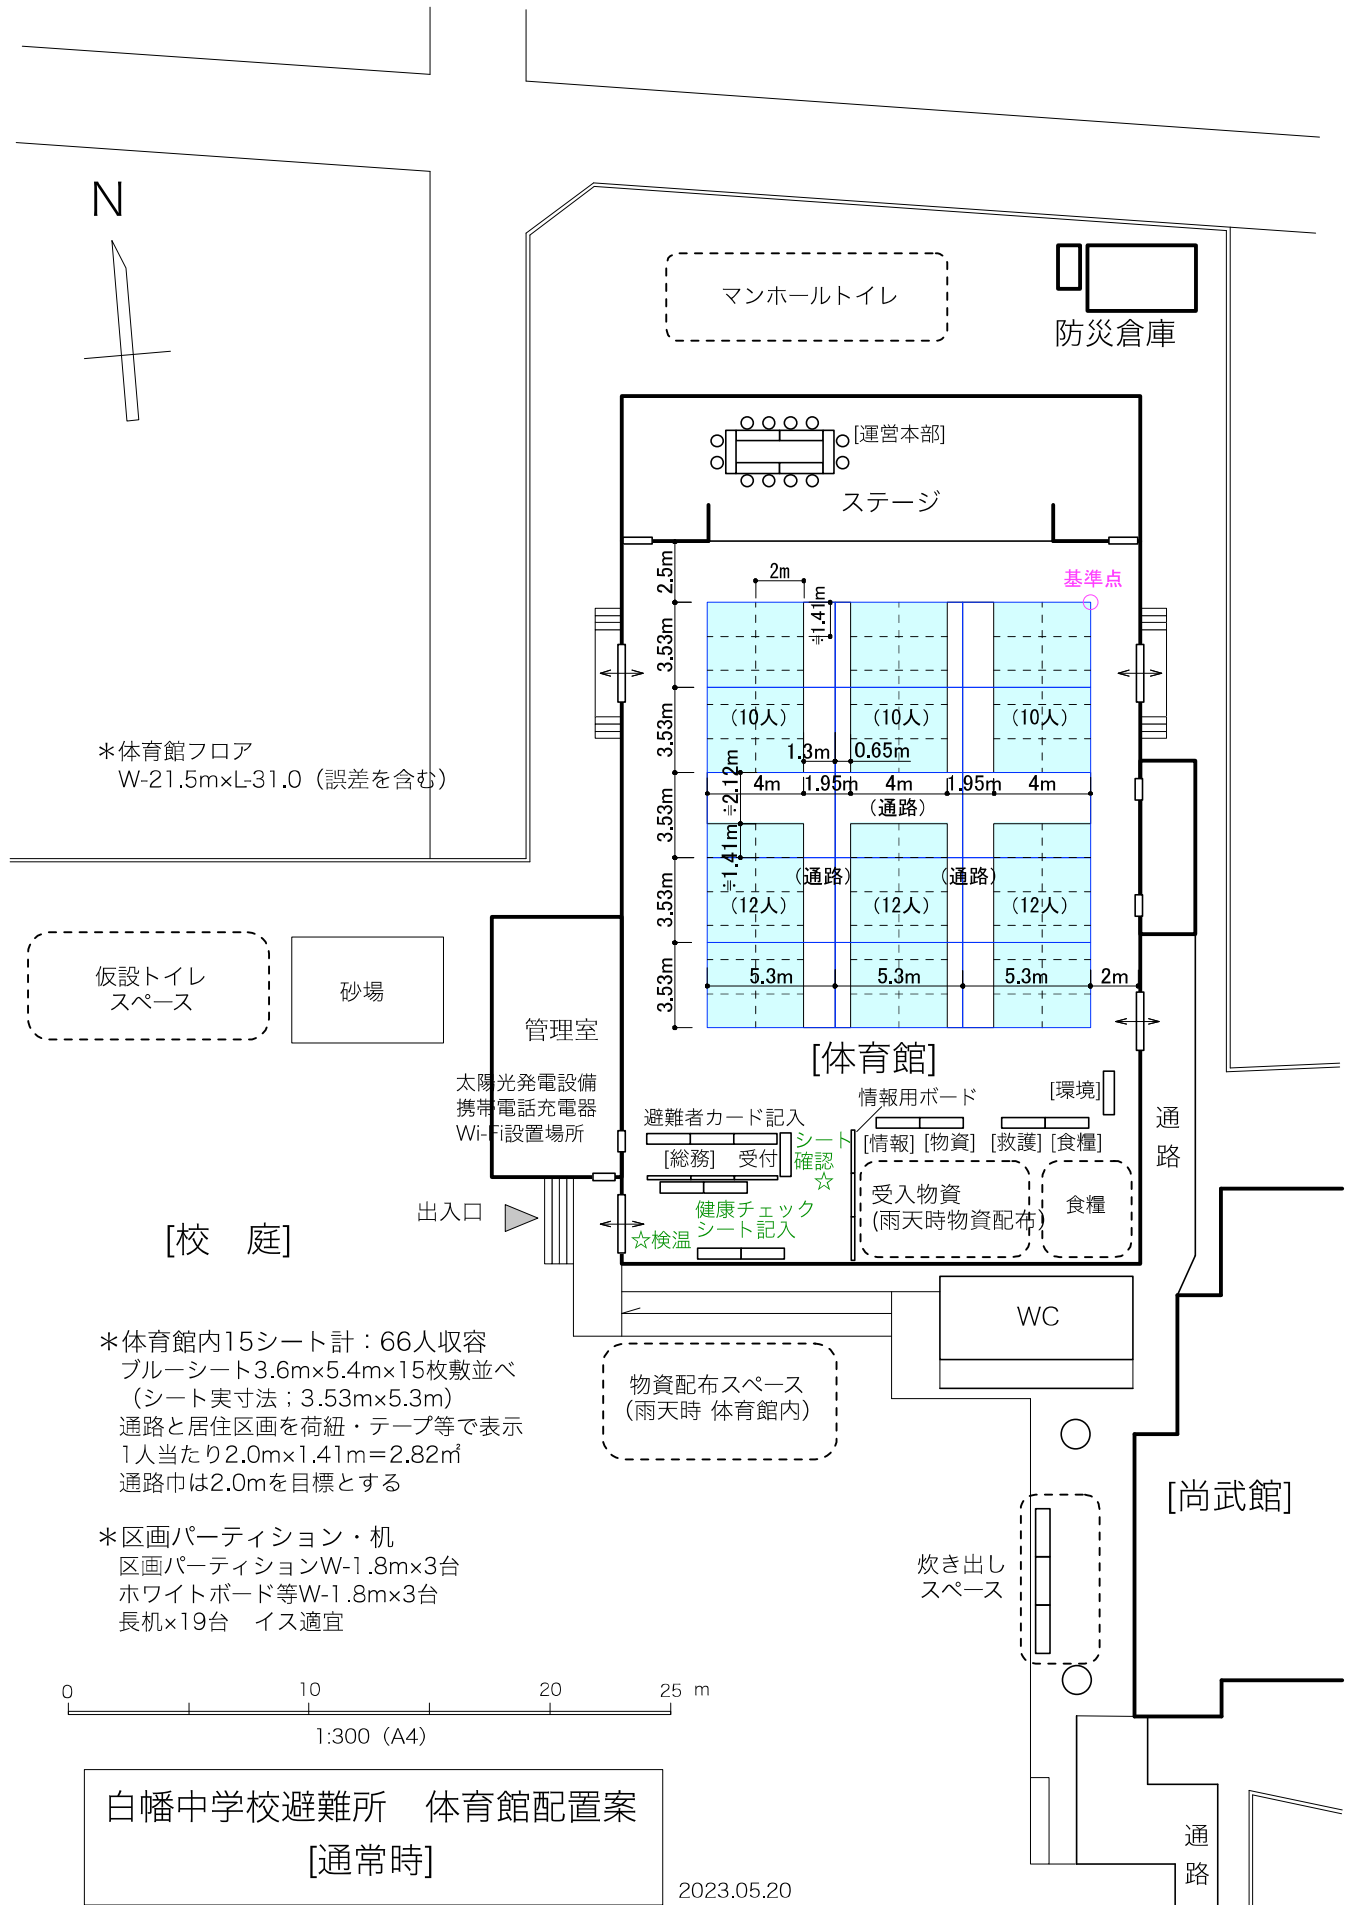 N
マンホールトイレ
防災倉庫
[運営本部]
ステージ
2.5m
2m
≒1.41m
基準点
3.53m
(10人)
(10人)
(10人)
3.53m
1.3m
0.65m
＊体育館フロア
W-21.5m×L-31.0（誤差を含む）
≒2.12m
4m
1.95m
4m
1.95m
4m
(通路)
3.53m
≒1.41m
(通路)
(通路)
3.53m
(12人)
(12人)
(12人)
3.53m
5.3m
5.3m
5.3m
2m
仮設トイレ
スペース
砂場
管理室
太陽光発電設備
携帯電話充電器
Wi-Fi設置場所
[体育館]
情報用ボード
[環境]
避難者カード記入
シート
確認
☆
[総務]
受付
[情報]
[物資]
[救護]
[食糧]
通
路
受入物資
(雨天時物資配布)
食糧
健康チェック
シート記入
☆検温
出入口
[校　庭]
WC
＊体育館内15シート計：66人収容
ブルーシート3.6m×5.4m×15枚敷並べ
（シート実寸法；3.53m×5.3m）
通路と居住区画を荷紐・テープ等で表示
1人当たり2.0m×1.41m＝2.82㎡
通路巾は2.0mを目標とする
物資配布スペース
(雨天時 体育館内)
[尚武館]
＊区画パーティション・机
区画パーティションW-1.8m×3台
ホワイトボード等W-1.8m×3台
長机×19台　イス適宜
炊き出し
スペース
0
10
20
25 m
1:300（A4）
白幡中学校避難所　体育館配置案
[通常時]
2023.05.20
通
路